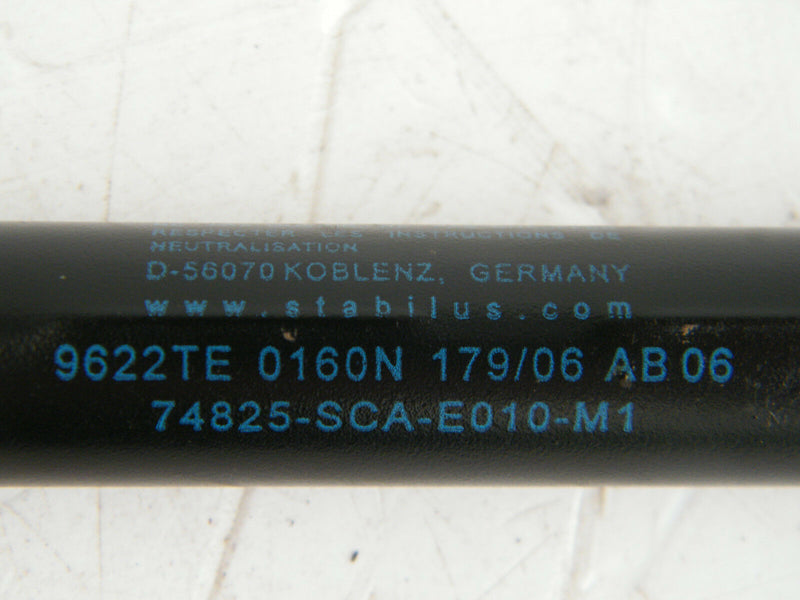 RESPECTER LES INSTRUCTIONS DE
NEUTRALISATION
D-56070 KOBLENZ, GERMANY
www.stabilus.com
9622TE 0160N 179/06 AB 06
74825-SCA-E010-M1